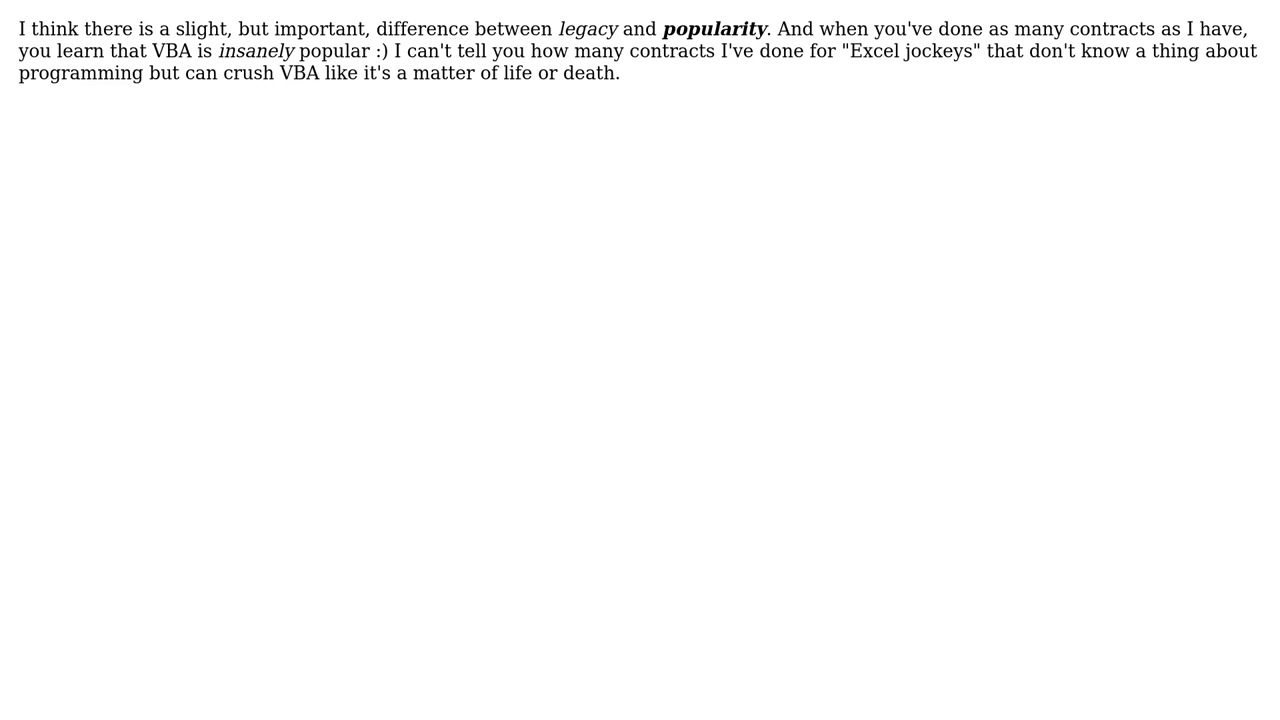 I think there is a slight, but important, difference between legacy and popularity. And when you've done as many contracts as I have,
you learn that VBA is insanely popular :) I can't tell you how many contracts I've done for "Excel jockeys" that don't know a thing about
programming but can crush VBA like it's a matter of life or death.